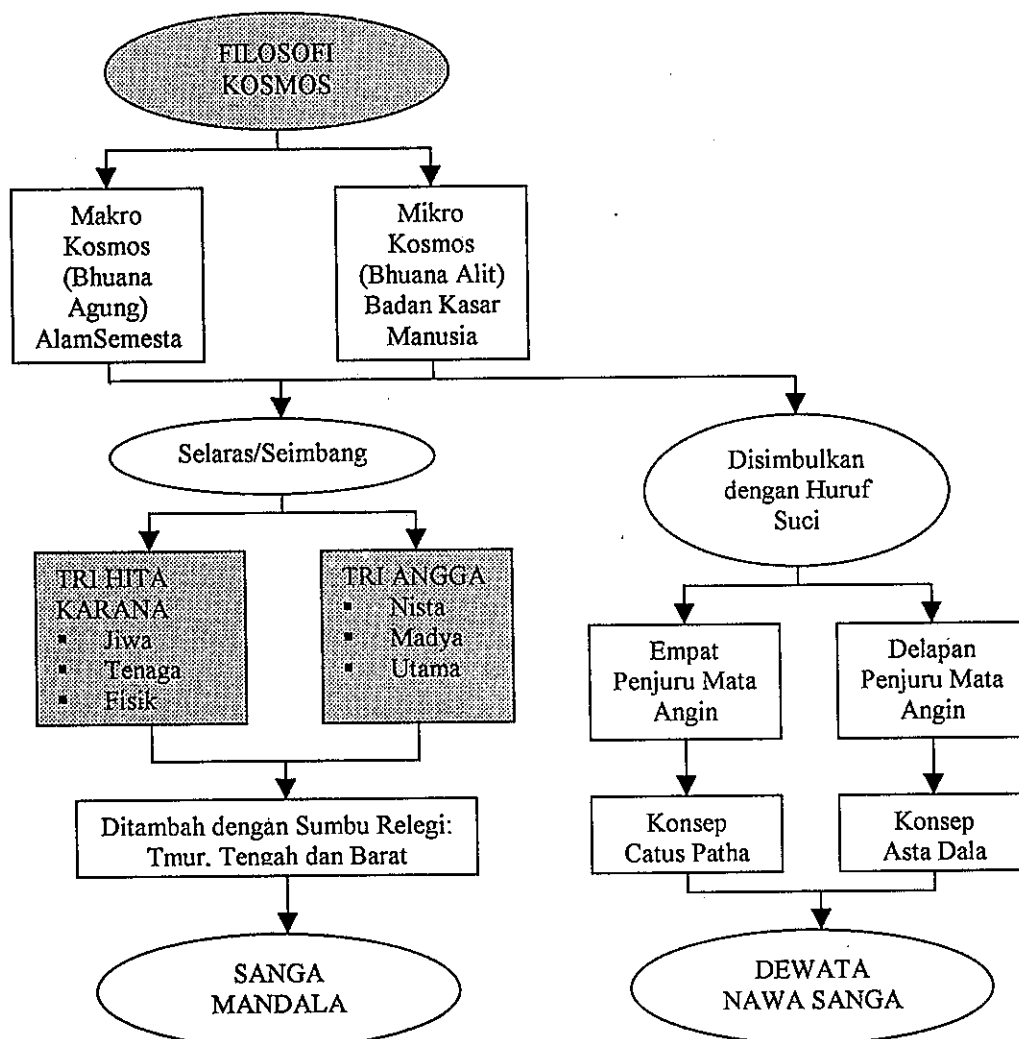 FILOSOFI
KOSMOS
Makro
Kosmos
(Bhuana
Agung)
AlamSemesta
Mikro
Kosmos
(Bhuana Alit)
Badan Kasar
Manusia
Selaras/Seimbang
Disimbulkan
dengan Huruf
Suci
TRI HITA
KARANA
▪ Jiwa
▪ Tenaga
▪ Fisik
TRI ANGGA
▪ Nista
▪ Madya
▪ Utama
Empat
Penjuru Mata
Angin
Delapan
Penjuru Mata
Angin
Ditambah dengan Sumbu Relegi:
Tmur, Tengah dan Barat
Konsep
Catus Patha
Konsep
Asta Dala
SANGA
MANDALA
DEWATA
NAWA SANGA